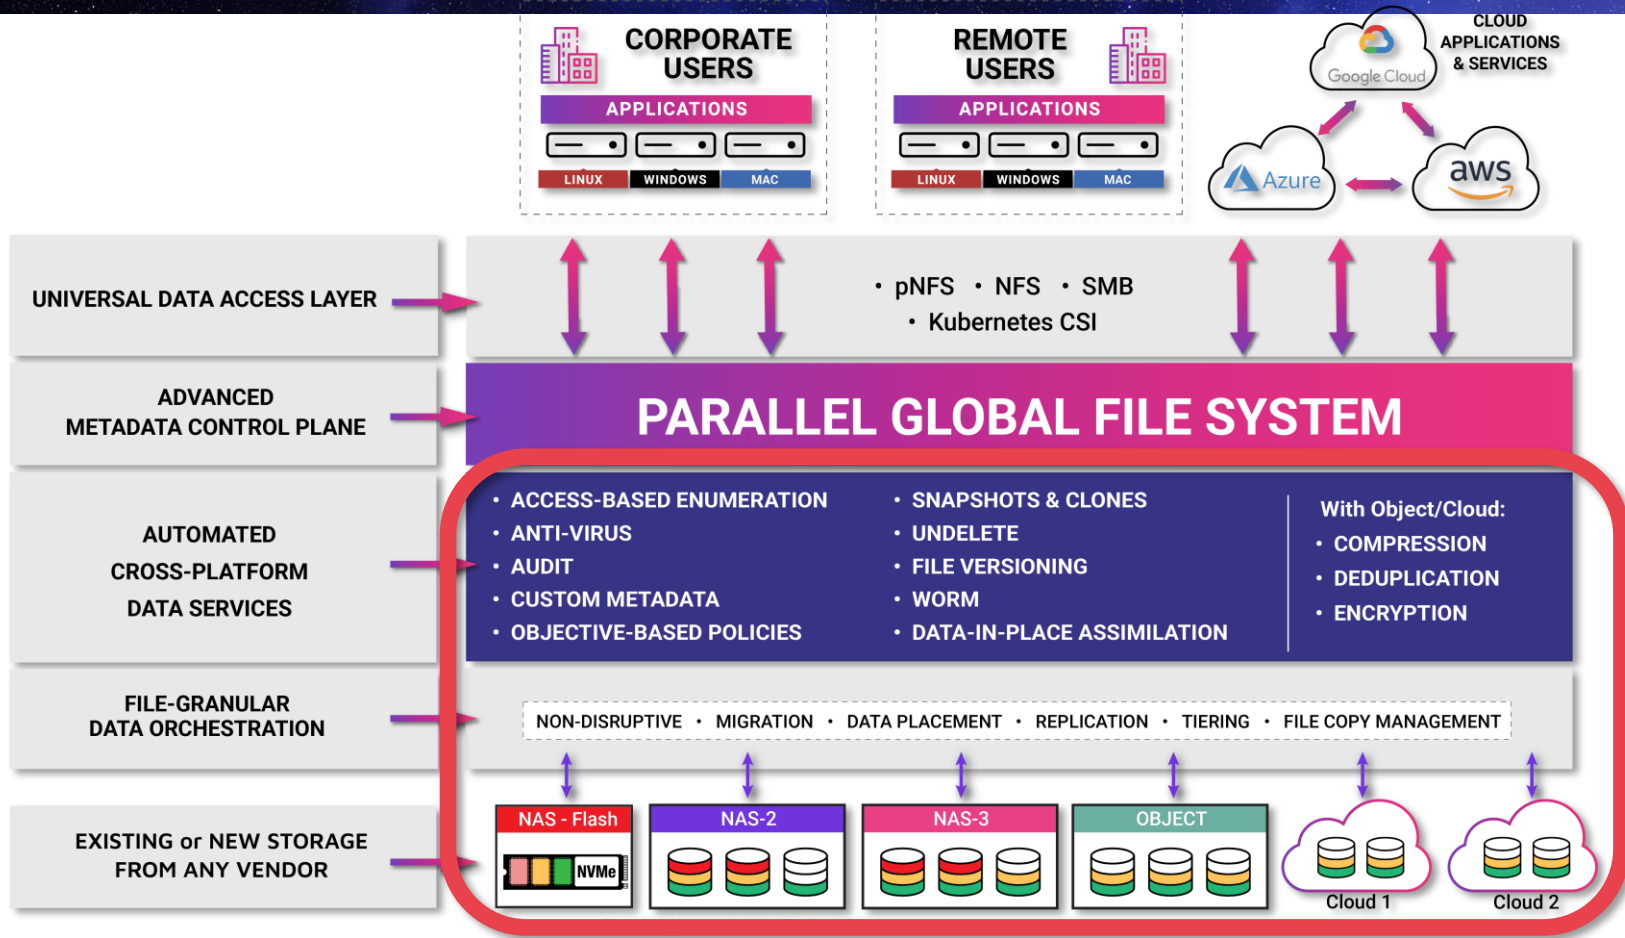 CORPORATE
USERS
APPLICATIONS
LINUX
WINDOWS
MAC
REMOTE
USERS
APPLICATIONS
LINUX
WINDOWS
MAC
CLOUD
APPLICATIONS
& SERVICES
Google Cloud
Azure
aws
UNIVERSAL DATA ACCESS LAYER
• pNFS • NFS • SMB
• Kubernetes CSI
ADVANCED
METADATA CONTROL PLANE
PARALLEL GLOBAL FILE SYSTEM
AUTOMATED
CROSS-PLATFORM
DATA SERVICES
• ACCESS-BASED ENUMERATION
• ANTI-VIRUS
• AUDIT
• CUSTOM METADATA
• OBJECTIVE-BASED POLICIES
• SNAPSHOTS & CLONES
• UNDELETE
• FILE VERSIONING
• WORM
• DATA-IN-PLACE ASSIMILATION
With Object/Cloud:
• COMPRESSION
• DEDUPLICATION
• ENCRYPTION
FILE-GRANULAR
DATA ORCHESTRATION
NON-DISRUPTIVE • MIGRATION • DATA PLACEMENT • REPLICATION • TIERING • FILE COPY MANAGEMENT
EXISTING or NEW STORAGE
FROM ANY VENDOR
NAS - Flash
NVMe
NAS-2
NAS-3
OBJECT
Cloud 1
Cloud 2